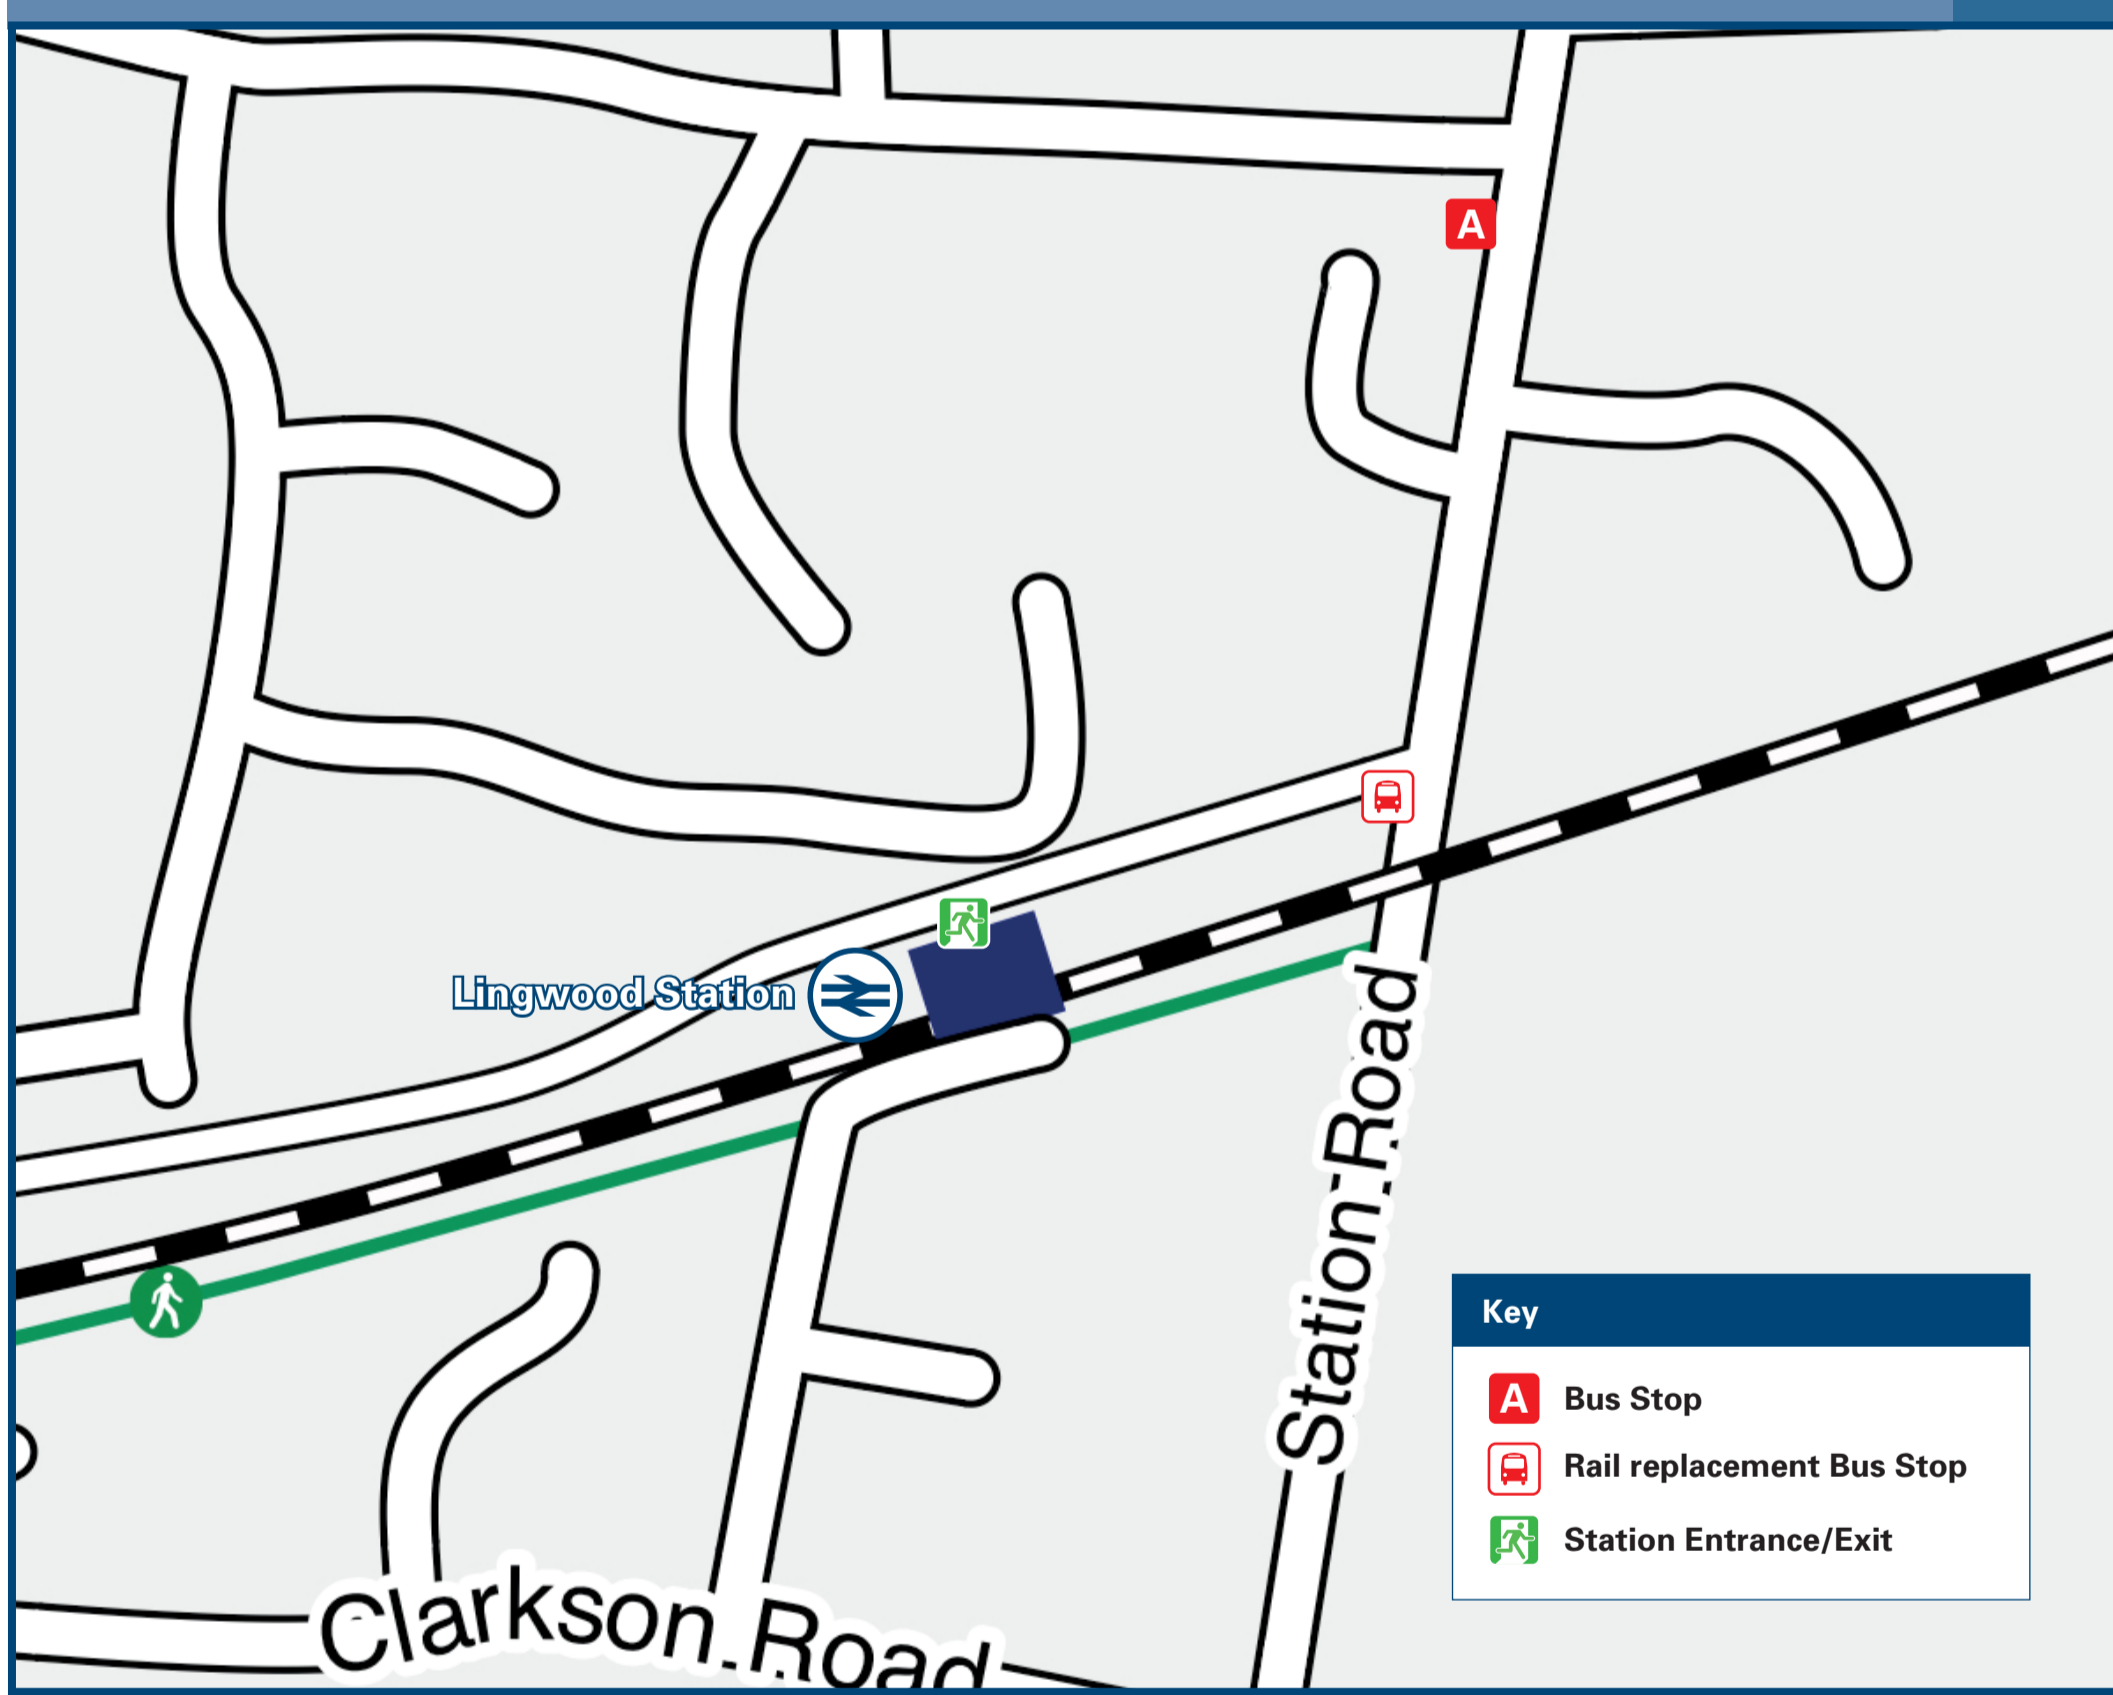 A
Lingwood Station
Station Road
Clarkson Road
Key
A Bus Stop
Rail replacement Bus Stop
Station Entrance/Exit